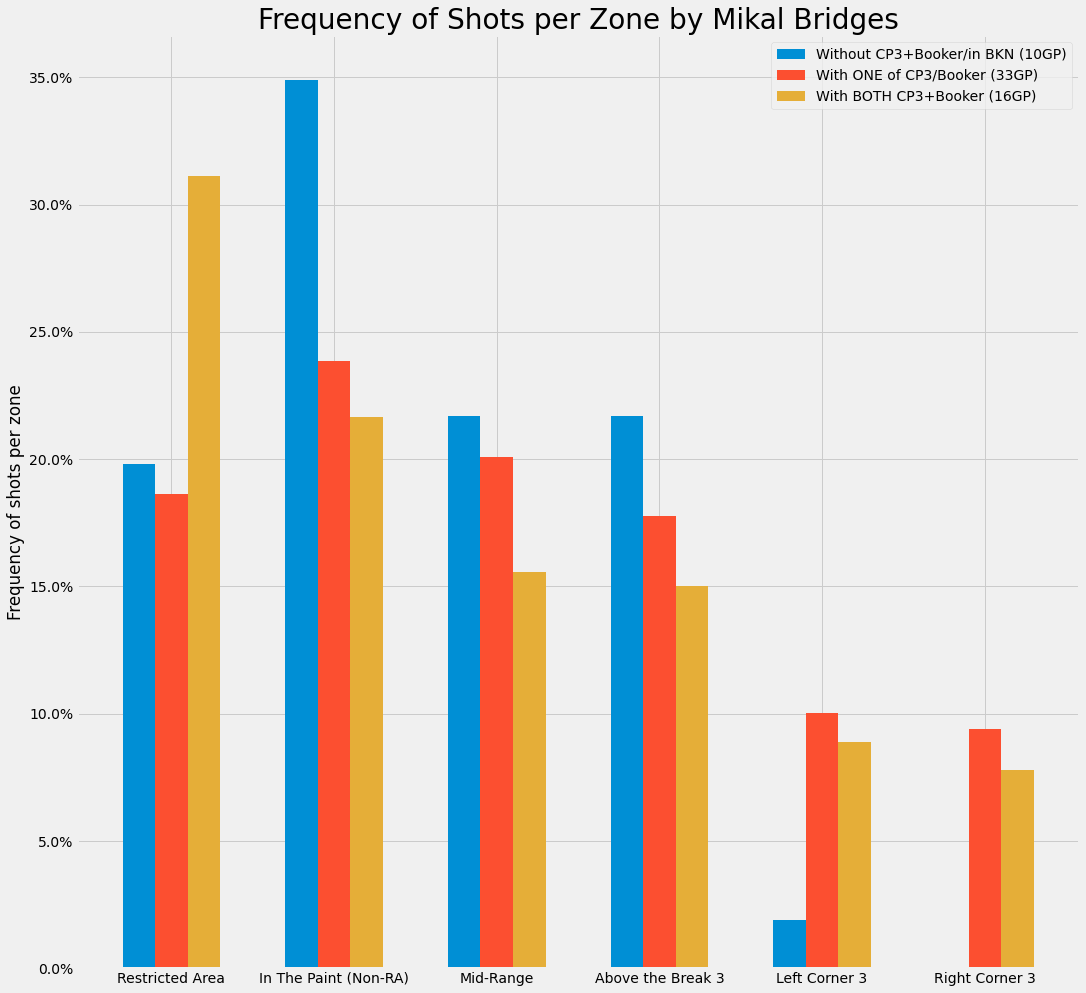 Frequency of Shots per Zone by Mikal Bridges
Without CP3+Booker/in BKN (10GP)
With ONE of CP3/Booker (33GP)
With BOTH CP3+Booker (16GP)
Frequency of shots per zone
35.0%
30.0%
25.0%
20.0%
15.0%
10.0%
5.0%
0.0%
Restricted Area
In The Paint (Non-RA)
Mid-Range
Above the Break 3
Left Corner 3
Right Corner 3